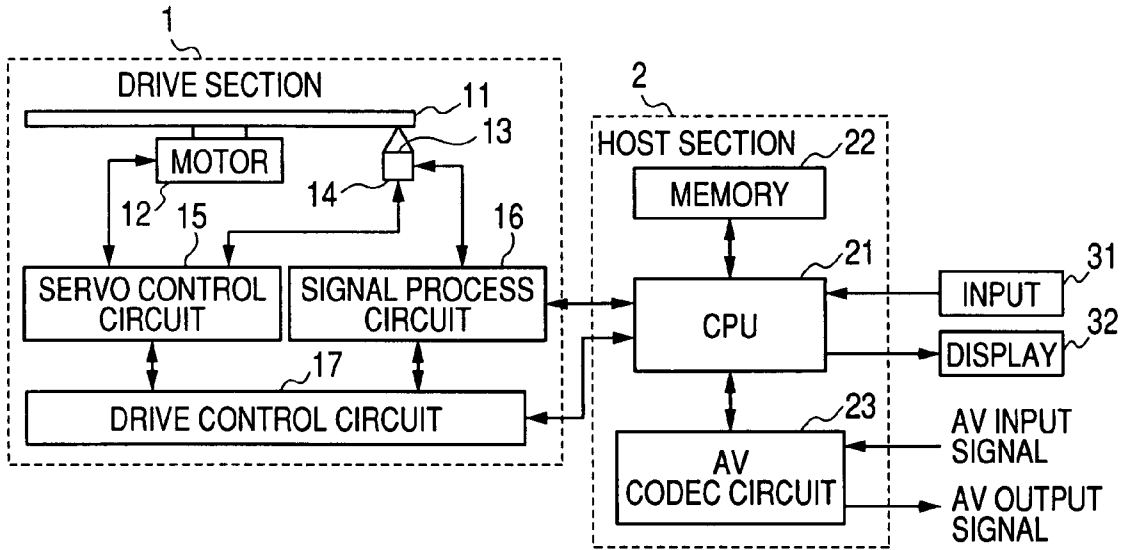 1
DRIVE SECTION
11
13
MOTOR
12
14
15
16
SERVO CONTROL
CIRCUIT
SIGNAL PROCESS
CIRCUIT
17
DRIVE CONTROL CIRCUIT
2
HOST SECTION
22
MEMORY
21
CPU
23
AV
CODEC CIRCUIT
31
INPUT
32
DISPLAY
AV INPUT
SIGNAL
AV OUTPUT
SIGNAL